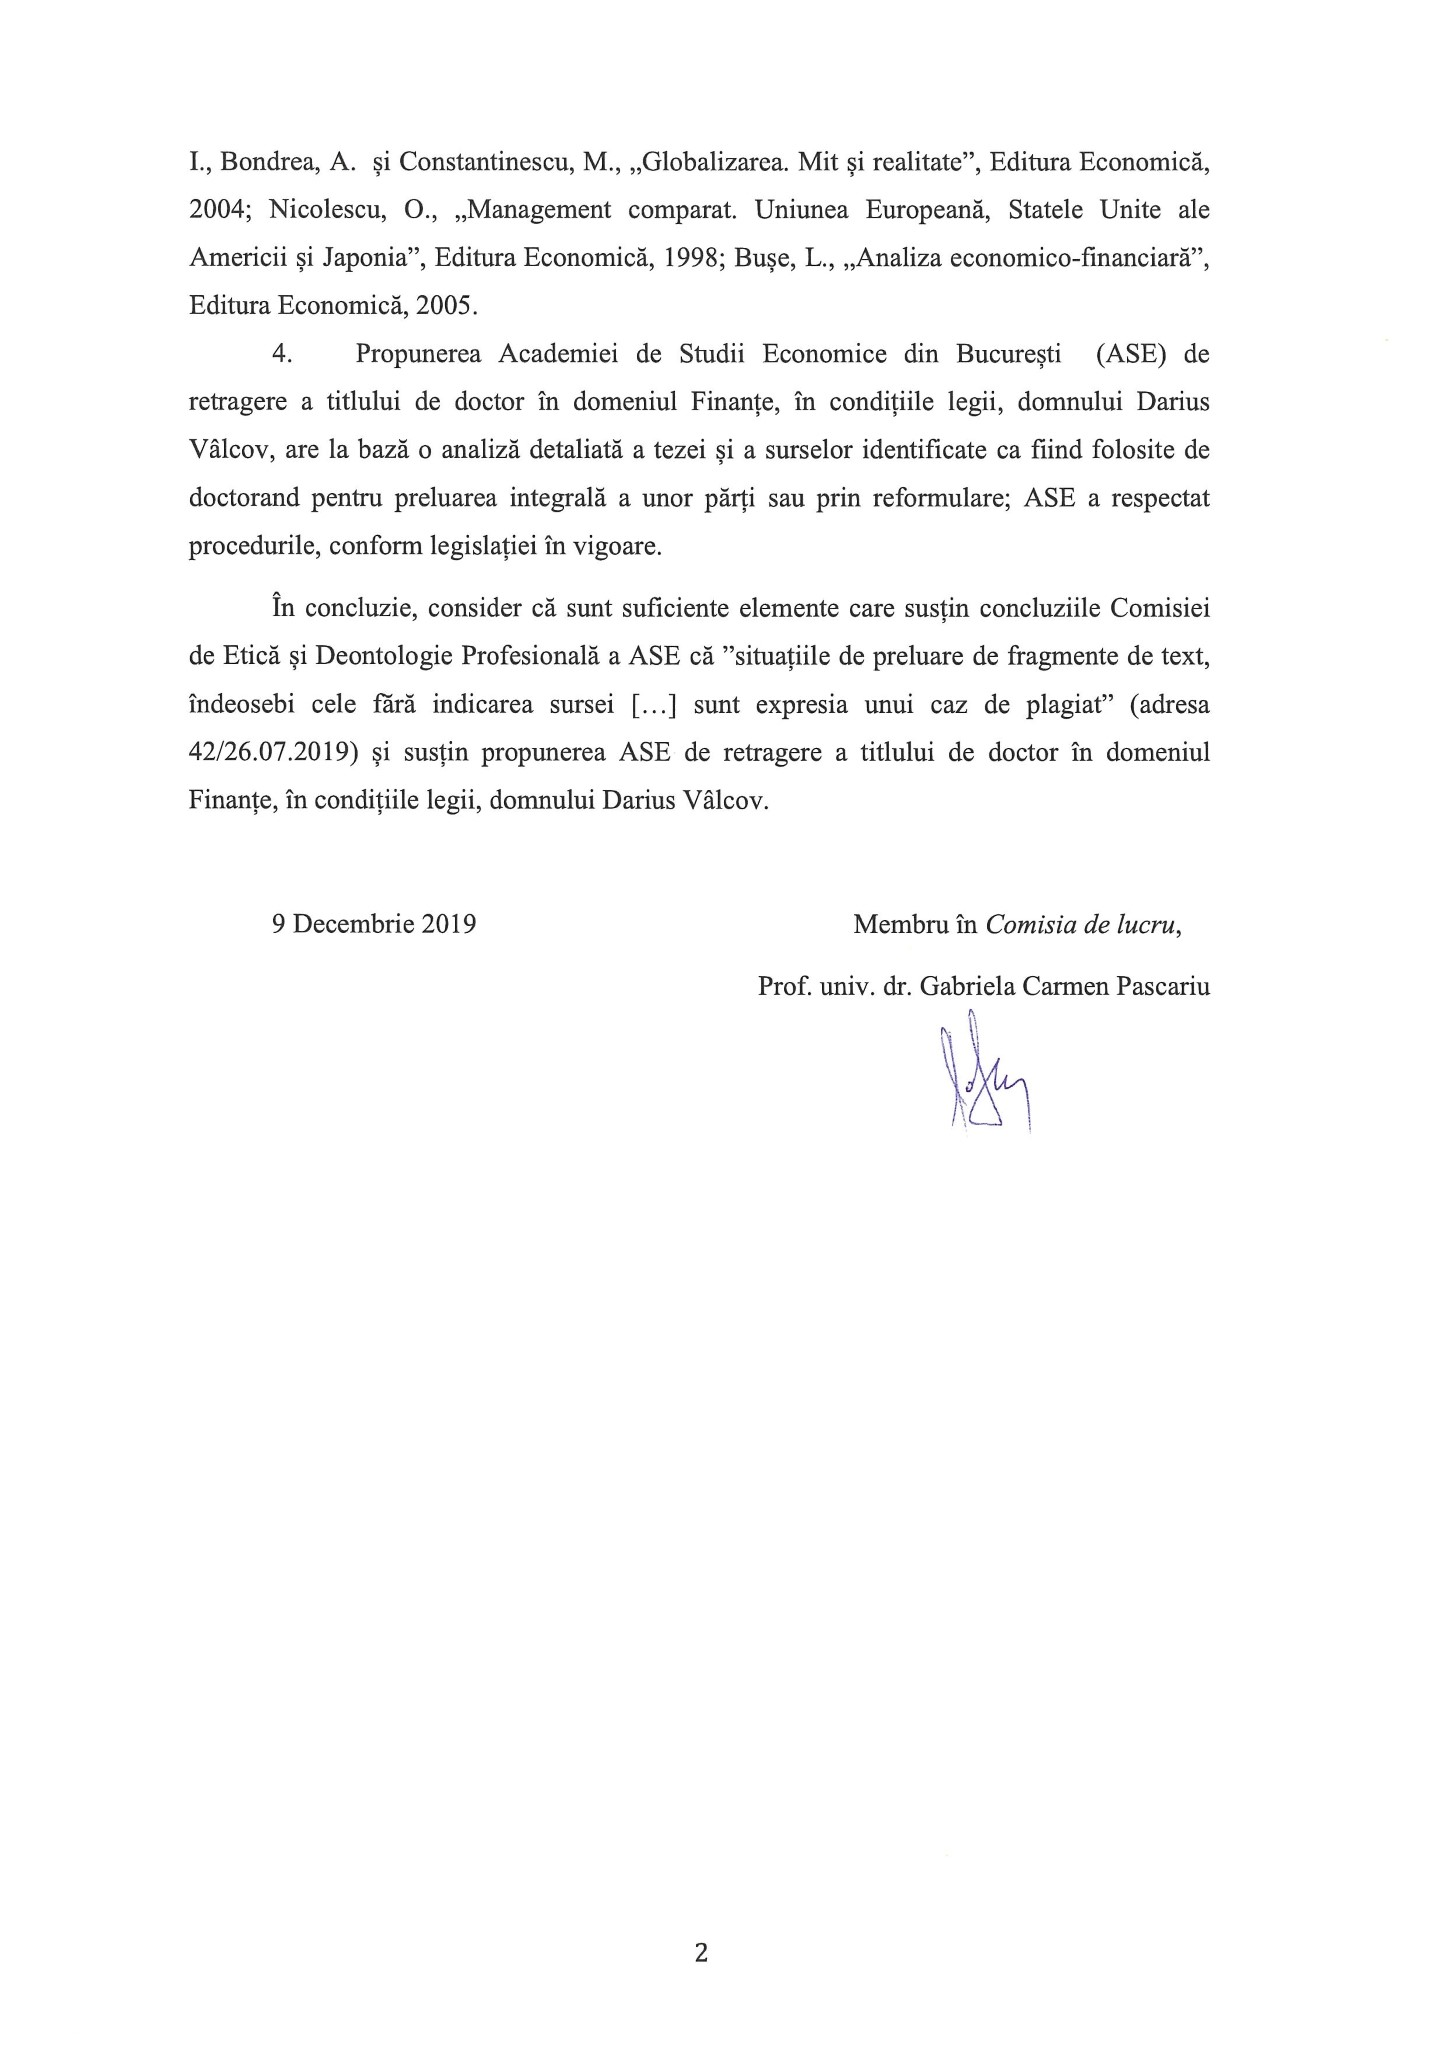 I., Bondrea, A. și Constantinescu, M., „Globalizarea. Mit și realitate”, Editura Economică,
2004; Nicolescu, O., „Management comparat. Uniunea Europeană, Statele Unite ale
Americii și Japonia”, Editura Economică, 1998; Bușe, L., „Analiza economico-financiară”,
Editura Economică, 2005.
4. Propunerea Academiei de Studii Economice din București (ASE) de
retragere a titlului de doctor în domeniul Finanțe, în condițiile legii, domnului Darius
Vâlcov, are la bază o analiză detaliată a tezei și a surselor identificate ca fiind folosite de
doctorand pentru preluarea integrală a unor părți sau prin reformulare; ASE a respectat
procedurile, conform legislației în vigoare.
În concluzie, consider că sunt suficiente elemente care susțin concluziile Comisiei
de Etică și Deontologie Profesională a ASE că ”situațiile de preluare de fragmente de text,
îndeosebi cele fără indicarea sursei […] sunt expresia unui caz de plagiat” (adresa
42/26.07.2019) și susțin propunerea ASE de retragere a titlului de doctor în domeniul
Finanțe, în condițiile legii, domnului Darius Vâlcov.
9 Decembrie 2019 Membru în Comisia de lucru,
Prof. univ. dr. Gabriela Carmen Pascariu
2